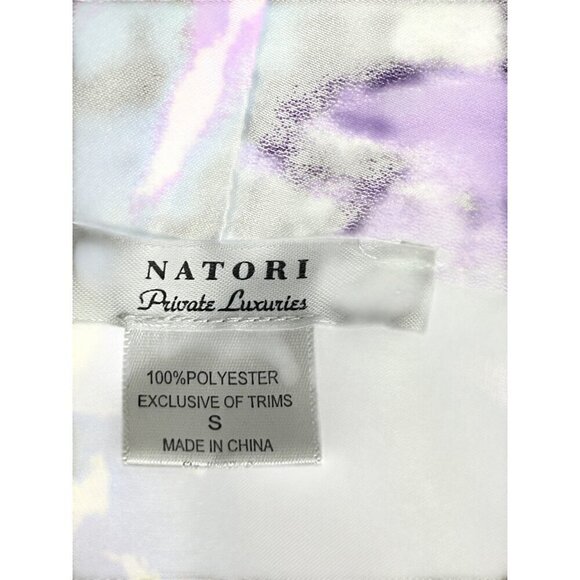 NATORI
Private Luxuries
100%POLYESTER
EXCLUSIVE OF TRIMS
S
MADE IN CHINA